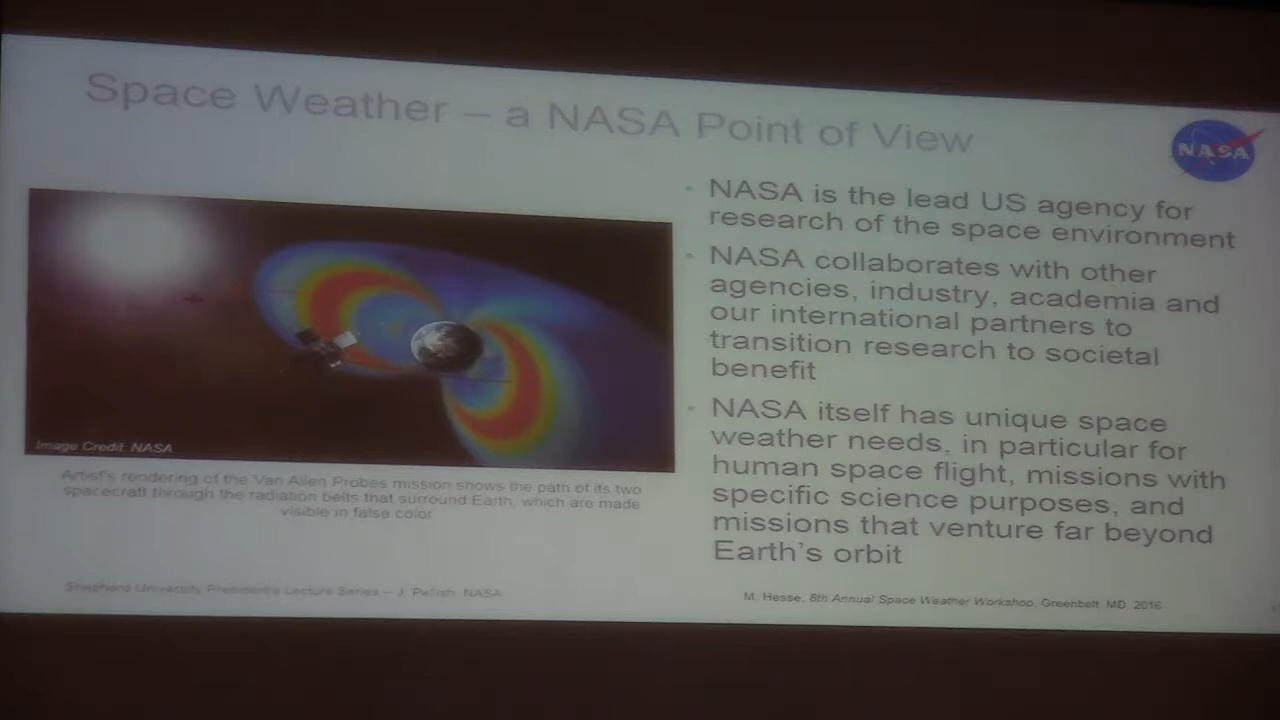 Space Weather – a NASA Point of View
NASA
• NASA is the lead US agency for
research of the space environment
• NASA collaborates with other
agencies, industry, academia and
our international partners to
transition research to societal
benefit
• NASA itself has unique space
weather needs, in particular for
human space flight, missions with
specific science purposes, and
missions that venture far beyond
Earth's orbit
Image Credit: NASA
Artist's rendering of the Van Allen Probes mission shows the path of its two
spacecraft through the radiation belts that surround Earth, which are made
visible in false color
Shepherd University President's Lecture Series – J. Pellish, NASA
M. Hesse, 8th Annual Space Weather Workshop, Greenbelt, MD, 2016